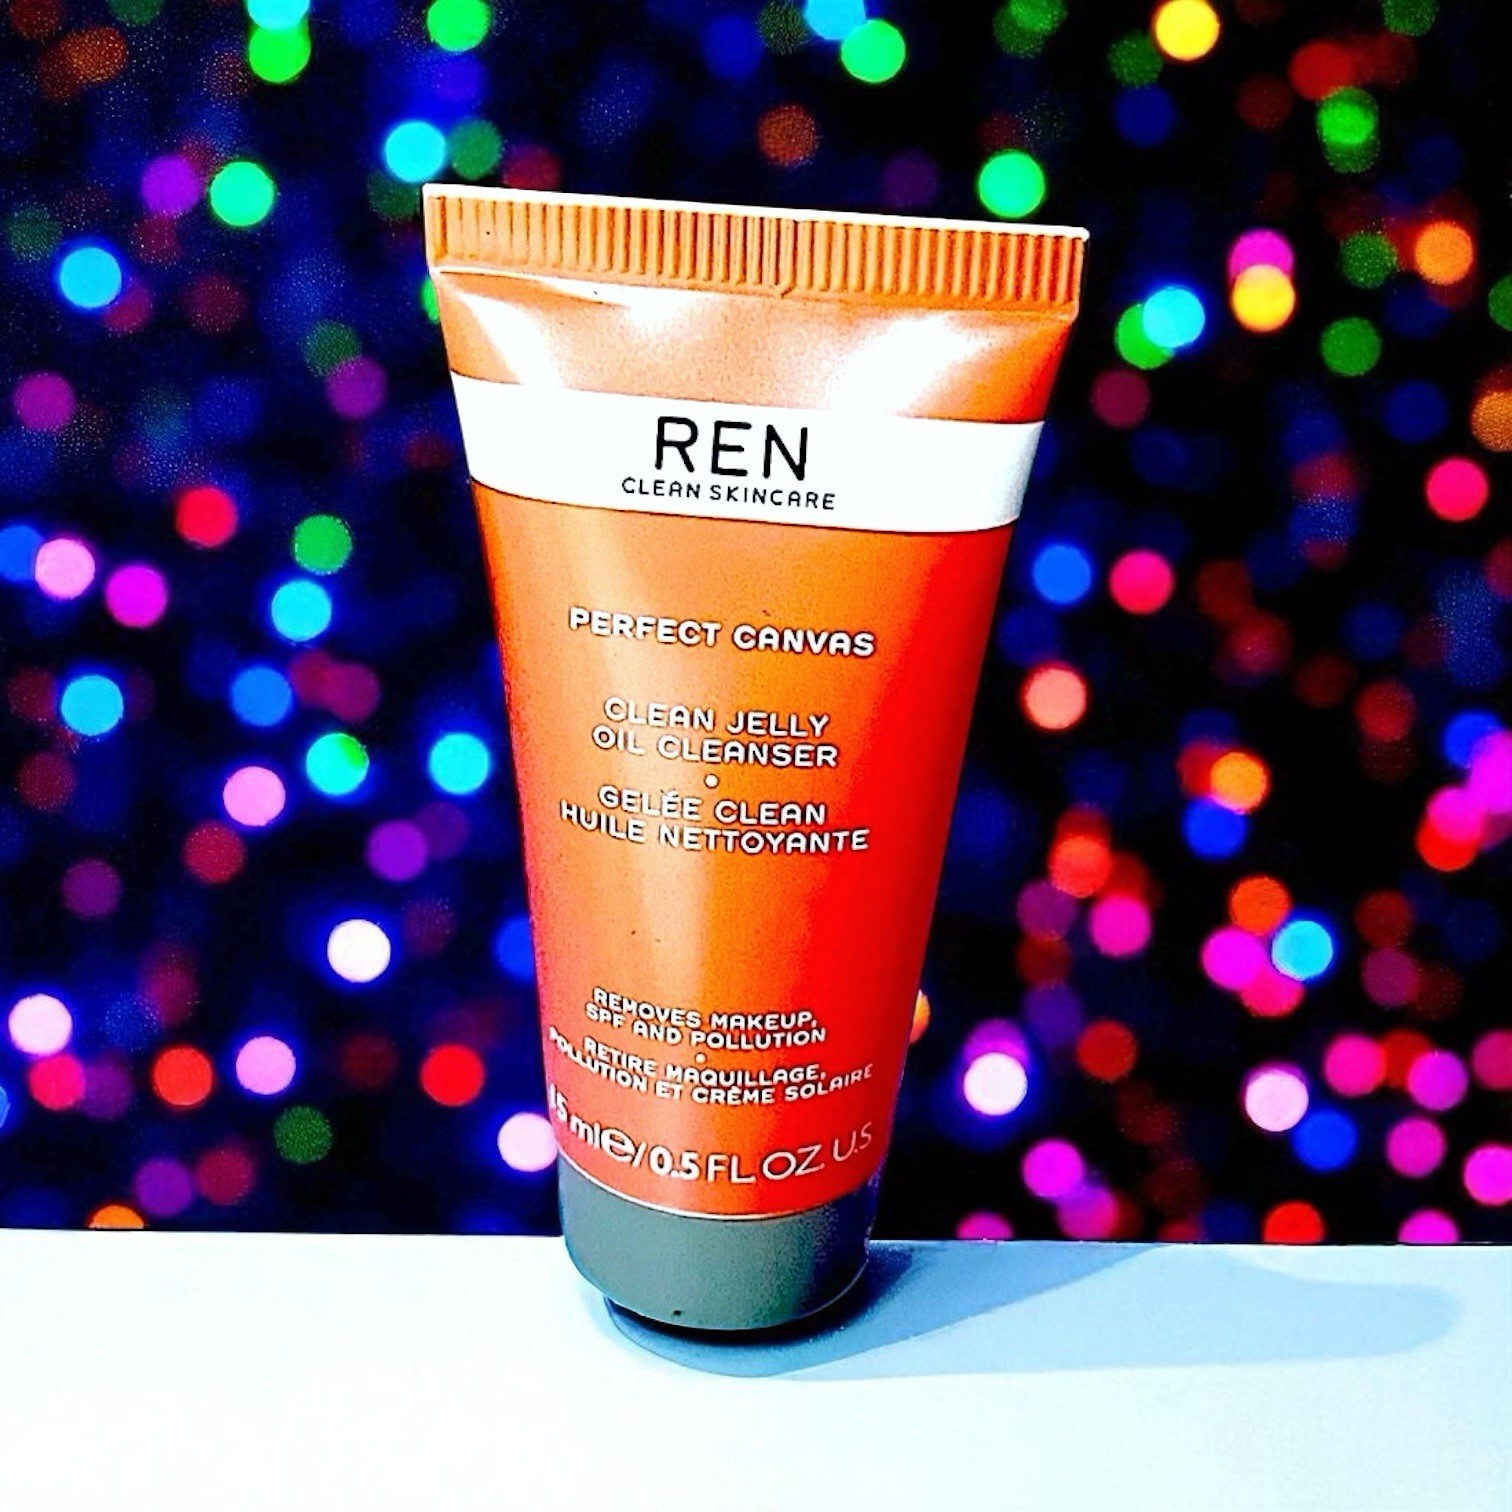 REN
CLEAN SKINCARE
PERFECT CANVAS
CLEAN JELLY
OIL CLEANSER
•
GELÉE CLEAN
HUILE NETTOYANTE
REMOVES MAKEUP,
SPF AND POLLUTION
•
RETIRE MAQUILLAGE,
POLLUTION ET CRÈME SOLAIRE
15 ml℮/0.5 FL OZ U.S